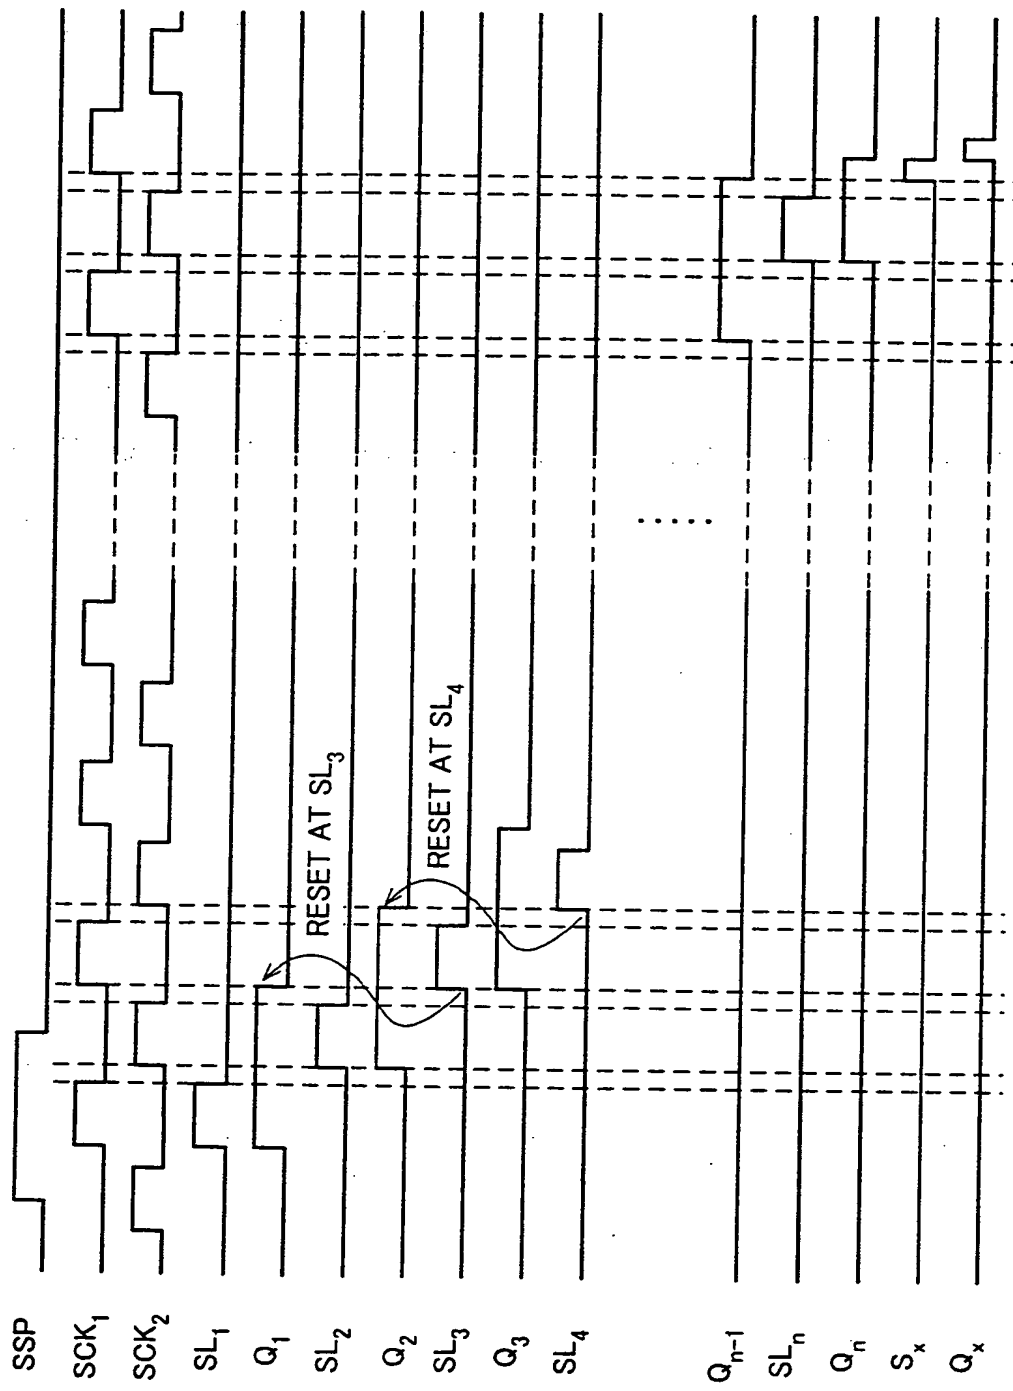 SSP
SCK₁
SCK₂
SL₁
Q₁
SL₂
RESET AT SL₃
Q₂
SL₃
RESET AT SL₄
Q₃
SL₄
Qₙ₋₁
SLₙ
Qₙ
Sₓ
Qₓ